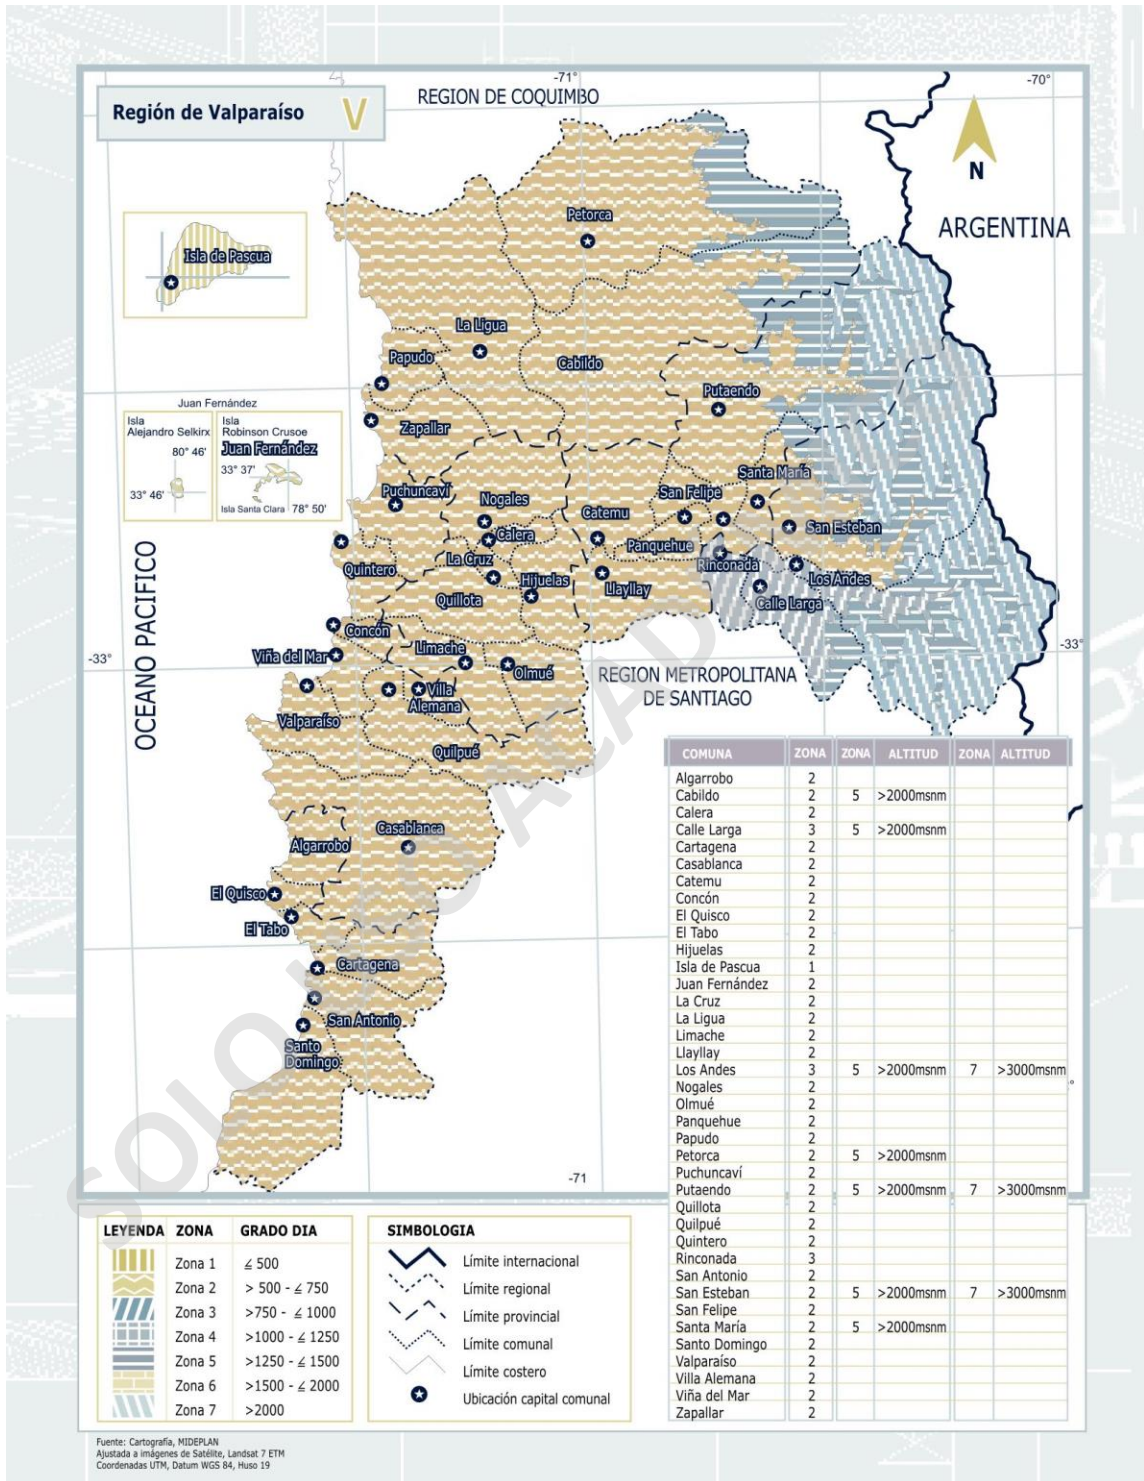 Región de Valparaíso V
-71°
-70°
REGION DE COQUIMBO
N
ARGENTINA
Petorca
Isla de Pascua
La Ligua
Papudo
Cabildo
Putaendo
Zapallar
Juan Fernández
Isla
Alejandro Selkirx
80° 46'
33° 46'
Isla
Robinson Crusoe
Juan Fernández
33° 37'
Isla Santa Clara
78° 50'
Puchuncaví
Nogales
Santa María
San Felipe
Catemu
San Esteban
Calera
Panquehue
La Cruz
Rinconada
Quintero
Hijuelas
Los Andes
Llayllay
Quillota
Calle Larga
OCEANO PACIFICO
Concón
Limache
Viña del Mar
-33°
-33°
Olmué
REGION METROPOLITANA
DE SANTIAGO
Villa
Alemana
Valparaíso
Quilpué
Casablanca
Algarrobo
El Quisco
El Tabo
Cartagena
San Antonio
Santo
Domingo
-71
SOLO USO ACAD
COMUNA ZONA ZONA ALTITUD ZONA ALTITUD
Algarrobo 2
Cabildo 2 5 >2000msnm
Calera 2
Calle Larga 3 5 >2000msnm
Cartagena 2
Casablanca 2
Catemu 2
Concón 2
El Quisco 2
El Tabo 2
Hijuelas 2
Isla de Pascua 1
Juan Fernández 2
La Cruz 2
La Ligua 2
Limache 2
Llayllay 2
Los Andes 3 5 >2000msnm 7 >3000msnm
Nogales 2
Olmué 2
Panquehue 2
Papudo 2
Petorca 2 5 >2000msnm
Puchuncaví 2
Putaendo 2 5 >2000msnm 7 >3000msnm
Quillota 2
Quilpué 2
Quintero 2
Rinconada 3
San Antonio 2
San Esteban 2 5 >2000msnm 7 >3000msnm
San Felipe 2
Santa María 2 5 >2000msnm
Santo Domingo 2
Valparaíso 2
Villa Alemana 2
Viña del Mar 2
Zapallar 2
LEYENDA ZONA GRADO DIA
Zona 1 ≤ 500
Zona 2 > 500 - ≤ 750
Zona 3 >750 - ≤ 1000
Zona 4 >1000 - ≤ 1250
Zona 5 >1250 - ≤ 1500
Zona 6 >1500 - ≤ 2000
Zona 7 >2000
SIMBOLOGIA
Límite internacional
Límite regional
Límite provincial
Límite comunal
Límite costero
Ubicación capital comunal
Fuente: Cartografía, MIDEPLAN
Ajustada a imágenes de Satélite, Landsat 7 ETM
Coordenadas UTM, Datum WGS 84, Huso 19